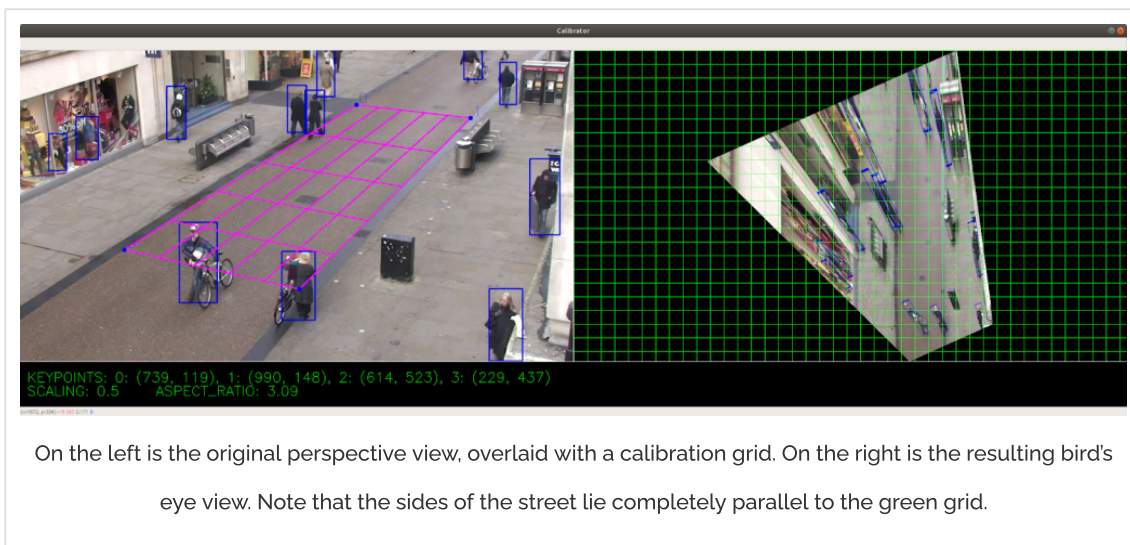 Calibrator
KEYPOINTS: 0: (739, 119), 1: (990, 148), 2: (614, 523), 3: (229, 437)
SCALING: 0.5 ASPECT_RATIO: 3.09
On the left is the original perspective view, overlaid with a calibration grid. On the right is the resulting bird's
eye view. Note that the sides of the street lie completely parallel to the green grid.